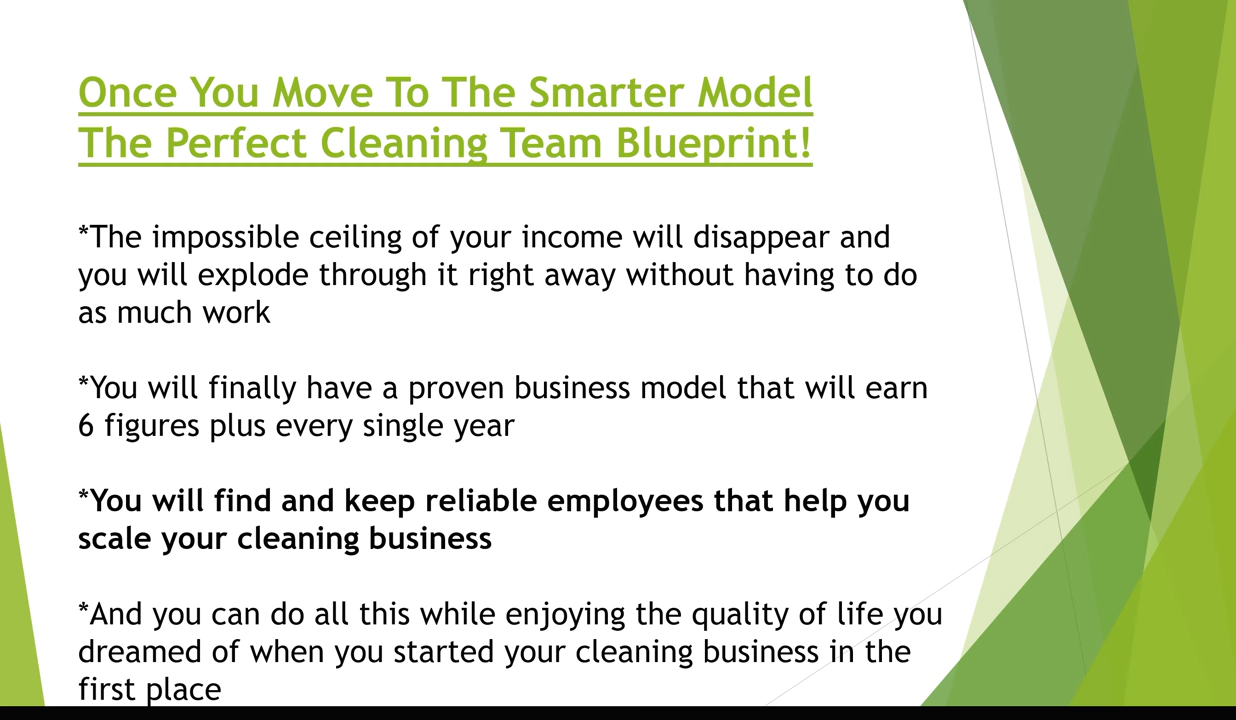 Once You Move To The Smarter Model
The Perfect Cleaning Team Blueprint!
*The impossible ceiling of your income will disappear and
you will explode through it right away without having to do
as much work
*You will finally have a proven business model that will earn
6 figures plus every single year
*You will find and keep reliable employees that help you
scale your cleaning business
*And you can do all this while enjoying the quality of life you
dreamed of when you started your cleaning business in the
first place